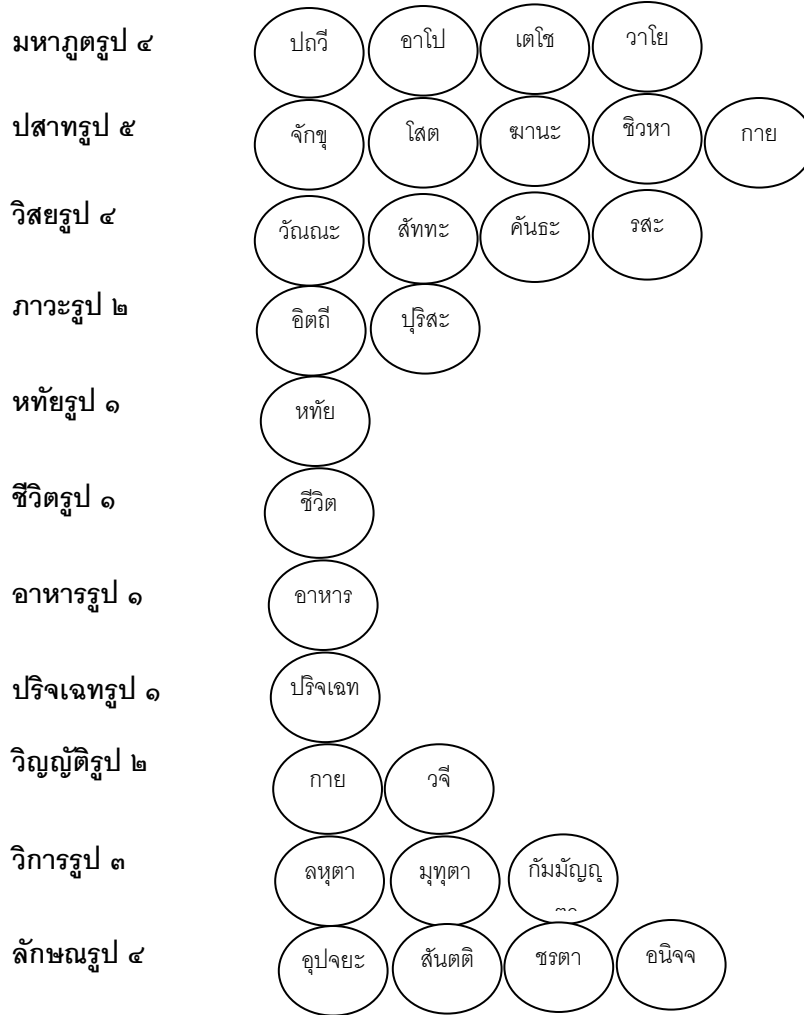 มหาภูตรูป ๔ ปถวี อาโป เตโช วาโย
ปสาทรูป ๕ จักขุ โสต ฆานะ ชิวหา กาย
วิสยรูป ๔ วัณณะ สัททะ คันธะ รสะ
ภาวะรูป ๒ อิตถี ปุริสะ
หทัยรูป ๑ หทัย
ชีวิตรูป ๑ ชีวิต
อาหารรูป ๑ อาหาร
ปริจเฉทรูป ๑ ปริจเฉท
วิญญัติรูป ๒ กาย วจี
วิการรูป ๓ ลหุตา มุทุตา กัมมัญญ
ลักษณรูป ๔ อุปจยะ สันตติ ชรตา อนิจจ